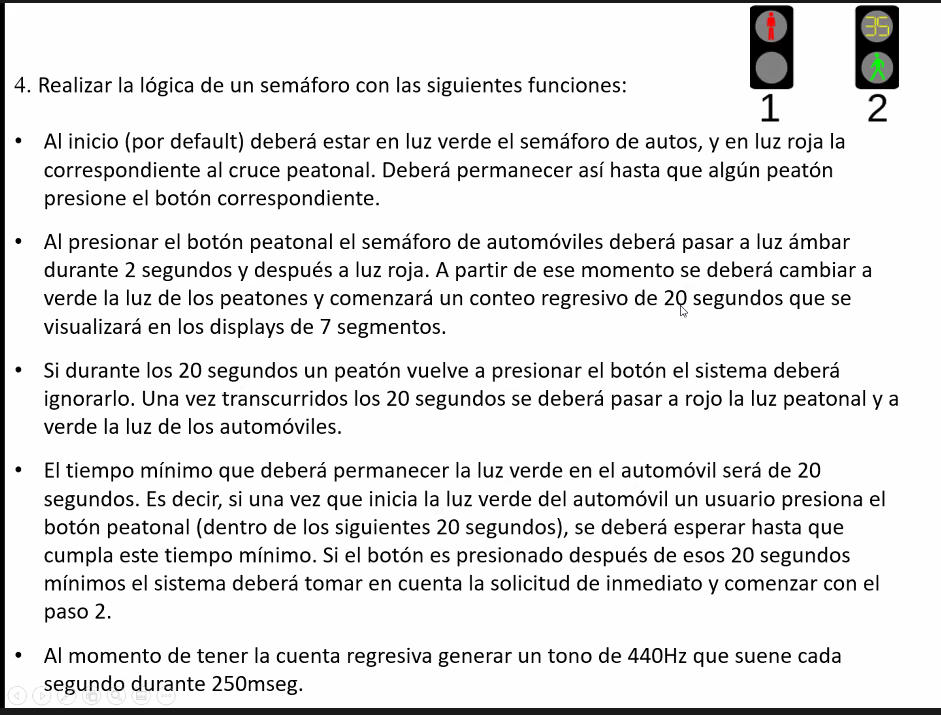 35
1
2
4. Realizar la lógica de un semáforo con las siguientes funciones:
• Al inicio (por default) deberá estar en luz verde el semáforo de autos, y en luz roja la
correspondiente al cruce peatonal. Deberá permanecer así hasta que algún peatón
presione el botón correspondiente.
• Al presionar el botón peatonal el semáforo de automóviles deberá pasar a luz ámbar
durante 2 segundos y después a luz roja. A partir de ese momento se deberá cambiar a
verde la luz de los peatones y comenzará un conteo regresivo de 20 segundos que se
visualizará en los displays de 7 segmentos.
• Si durante los 20 segundos un peatón vuelve a presionar el botón el sistema deberá
ignorarlo. Una vez transcurridos los 20 segundos se deberá pasar a rojo la luz peatonal y a
verde la luz de los automóviles.
• El tiempo mínimo que deberá permanecer la luz verde en el automóvil será de 20
segundos. Es decir, si una vez que inicia la luz verde del automóvil un usuario presiona el
botón peatonal (dentro de los siguientes 20 segundos), se deberá esperar hasta que
cumpla este tiempo mínimo. Si el botón es presionado después de esos 20 segundos
mínimos el sistema deberá tomar en cuenta la solicitud de inmediato y comenzar con el
paso 2.
• Al momento de tener la cuenta regresiva generar un tono de 440Hz que suene cada
segundo durante 250mseg.